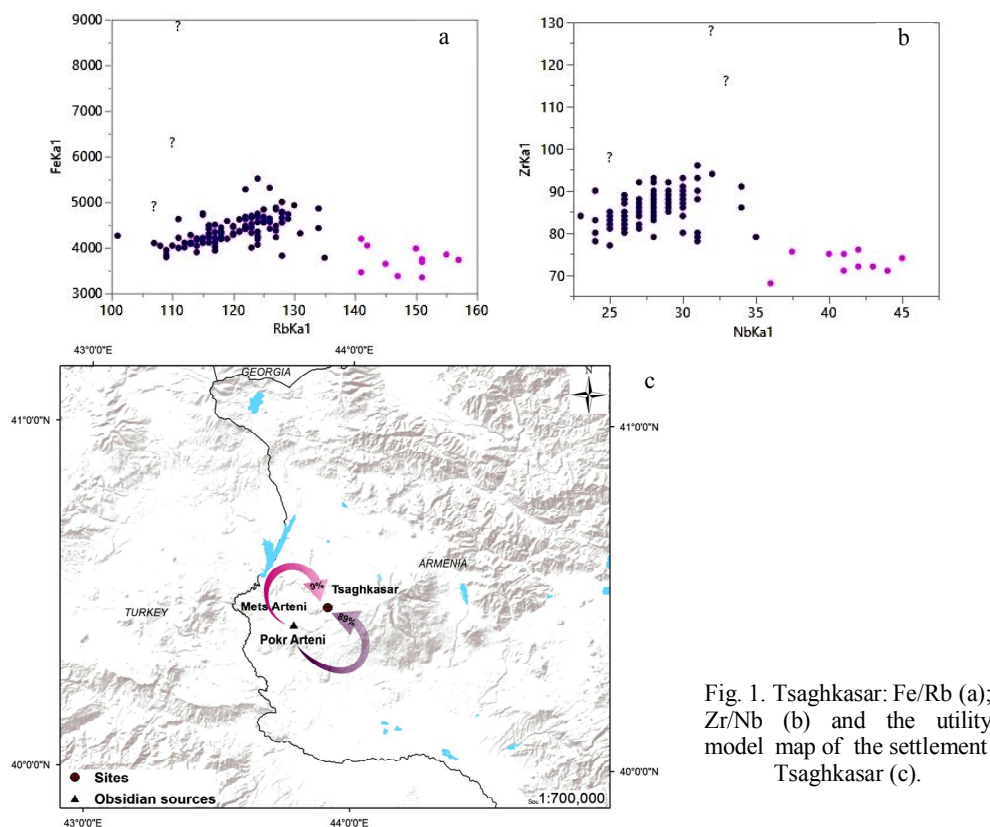 a
9000
8000
7000
6000
5000
4000
3000
FeKa1
?
?
?
100 110 120 130 140 150 160
RbKa1
b
130
120
110
100
90
80
70
ZrKa1
?
?
?
25 30 35 40 45
NbKa1
c
43°0'0"E 44°0'0"E
GEORGIA
N
41°0'0"N 41°0'0"N
ARMENIA
TURKEY
9%
Tsaghkasar
Mets Arteni
89%
Pokr Arteni
40°0'0"N 40°0'0"N
Sites
Obsidian sources
1:700,000
43°0'0"E 44°0'0"E
Fig. 1. Tsaghkasar: Fe/Rb (a);
Zr/Nb (b) and the utility
model map of the settlement
Tsaghkasar (c).